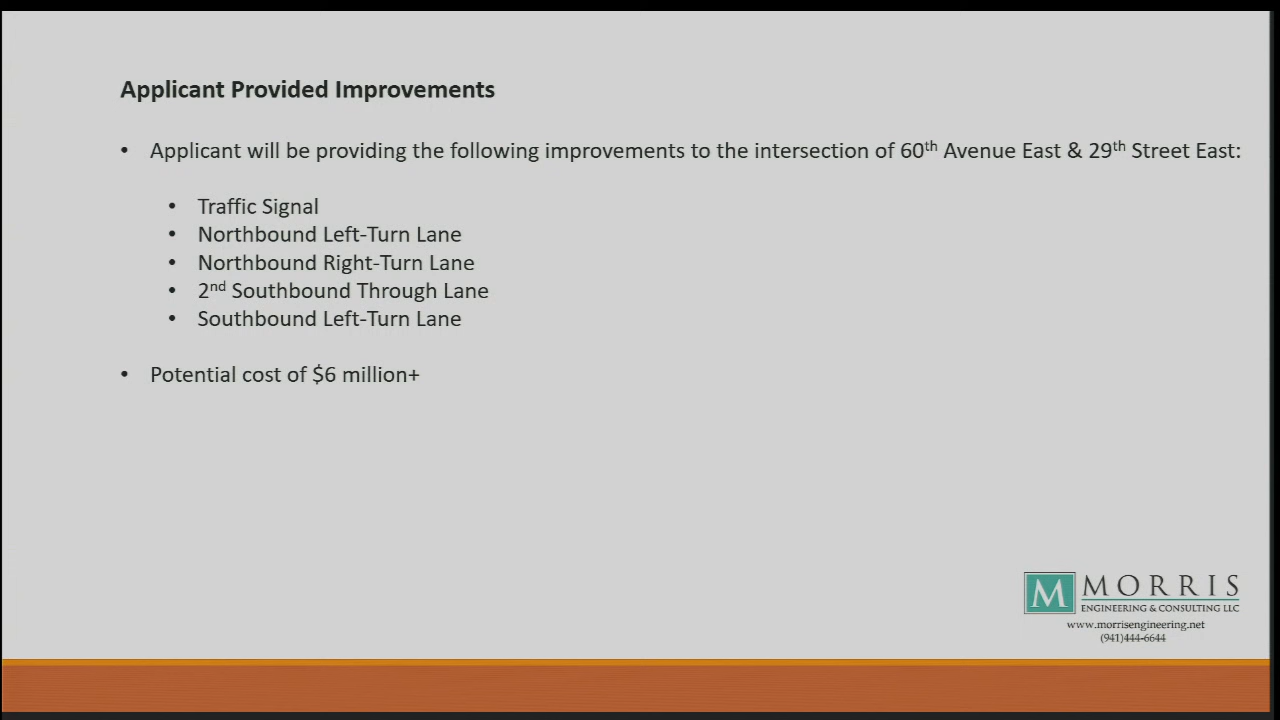 Applicant Provided Improvements
• Applicant will be providing the following improvements to the intersection of 60th Avenue East & 29th Street East:
• Traffic Signal
• Northbound Left-Turn Lane
• Northbound Right-Turn Lane
• 2nd Southbound Through Lane
• Southbound Left-Turn Lane
• Potential cost of $6 million+
M MORRIS
ENGINEERING & CONSULTING LLC
www.morrisengineering.net
(941)444-6644